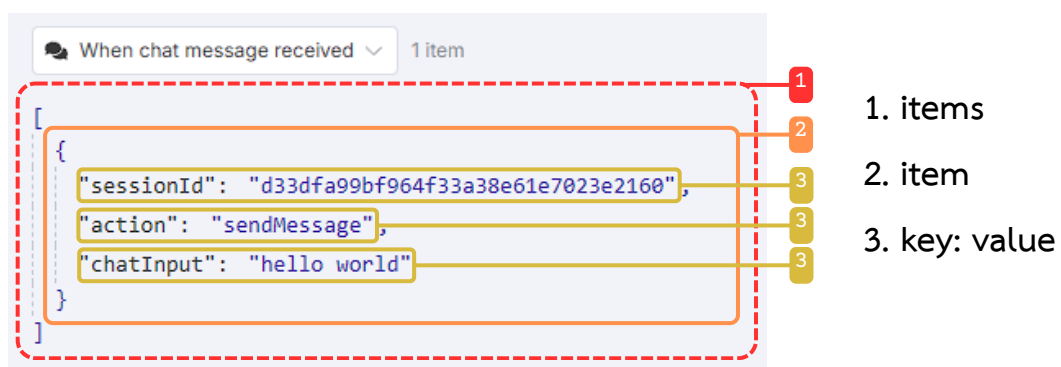 When chat message received 1 item
1
[
2
{
"sessionId": "d33dfa99bf964f33a38e61e7023e2160", 3
"action": "sendMessage", 3
"chatInput": "hello world" 3
}
]
1. items
2. item
3. key: value